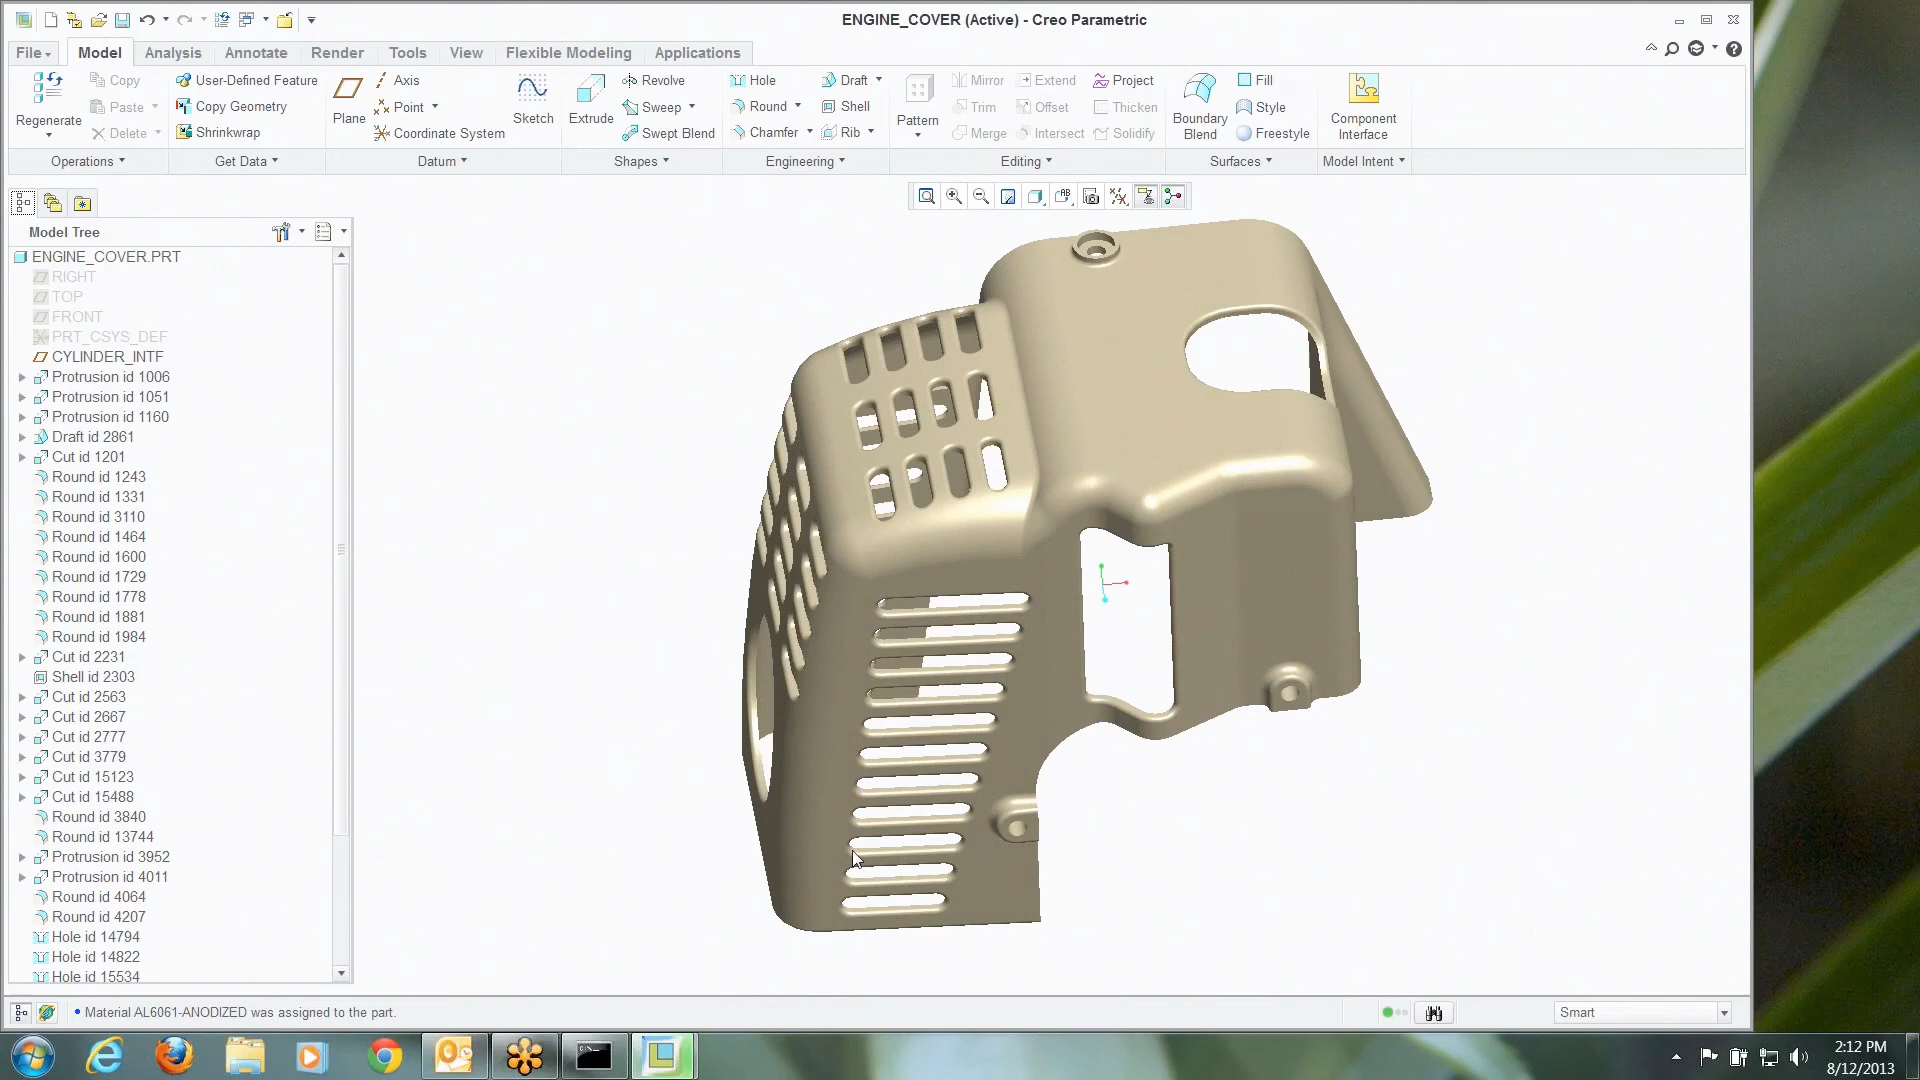 ENGINE_COVER (Active) - Creo Parametric
File Model Analysis Annotate Render Tools View Flexible Modeling Applications
Regenerate
Copy
Paste
Delete
User-Defined Feature
Copy Geometry
Shrinkwrap
Plane
Axis
Point
Coordinate System
Sketch
Extrude
Revolve
Sweep
Swept Blend
Hole
Round
Chamfer
Draft
Shell
Rib
Pattern
Mirror
Trim
Merge
Extend
Offset
Intersect
Project
Thicken
Solidify
Boundary
Blend
Fill
Style
Freestyle
Component
Interface
Operations Get Data Datum Shapes Engineering Editing Surfaces Model Intent
Model Tree
ENGINE_COVER.PRT
RIGHT
TOP
FRONT
PRT_CSYS_DEF
CYLINDER_INTF
Protrusion id 1006
Protrusion id 1051
Protrusion id 1160
Draft id 2861
Cut id 1201
Round id 1243
Round id 1331
Round id 3110
Round id 1464
Round id 1600
Round id 1729
Round id 1778
Round id 1881
Round id 1984
Cut id 2231
Shell id 2303
Cut id 2563
Cut id 2667
Cut id 2777
Cut id 3779
Cut id 15123
Cut id 15488
Round id 3840
Round id 13744
Protrusion id 3952
Protrusion id 4011
Round id 4064
Round id 4207
Hole id 14794
Hole id 14822
Hole id 15534
Material AL6061-ANODIZED was assigned to the part.
Smart
2:12 PM
8/12/2013